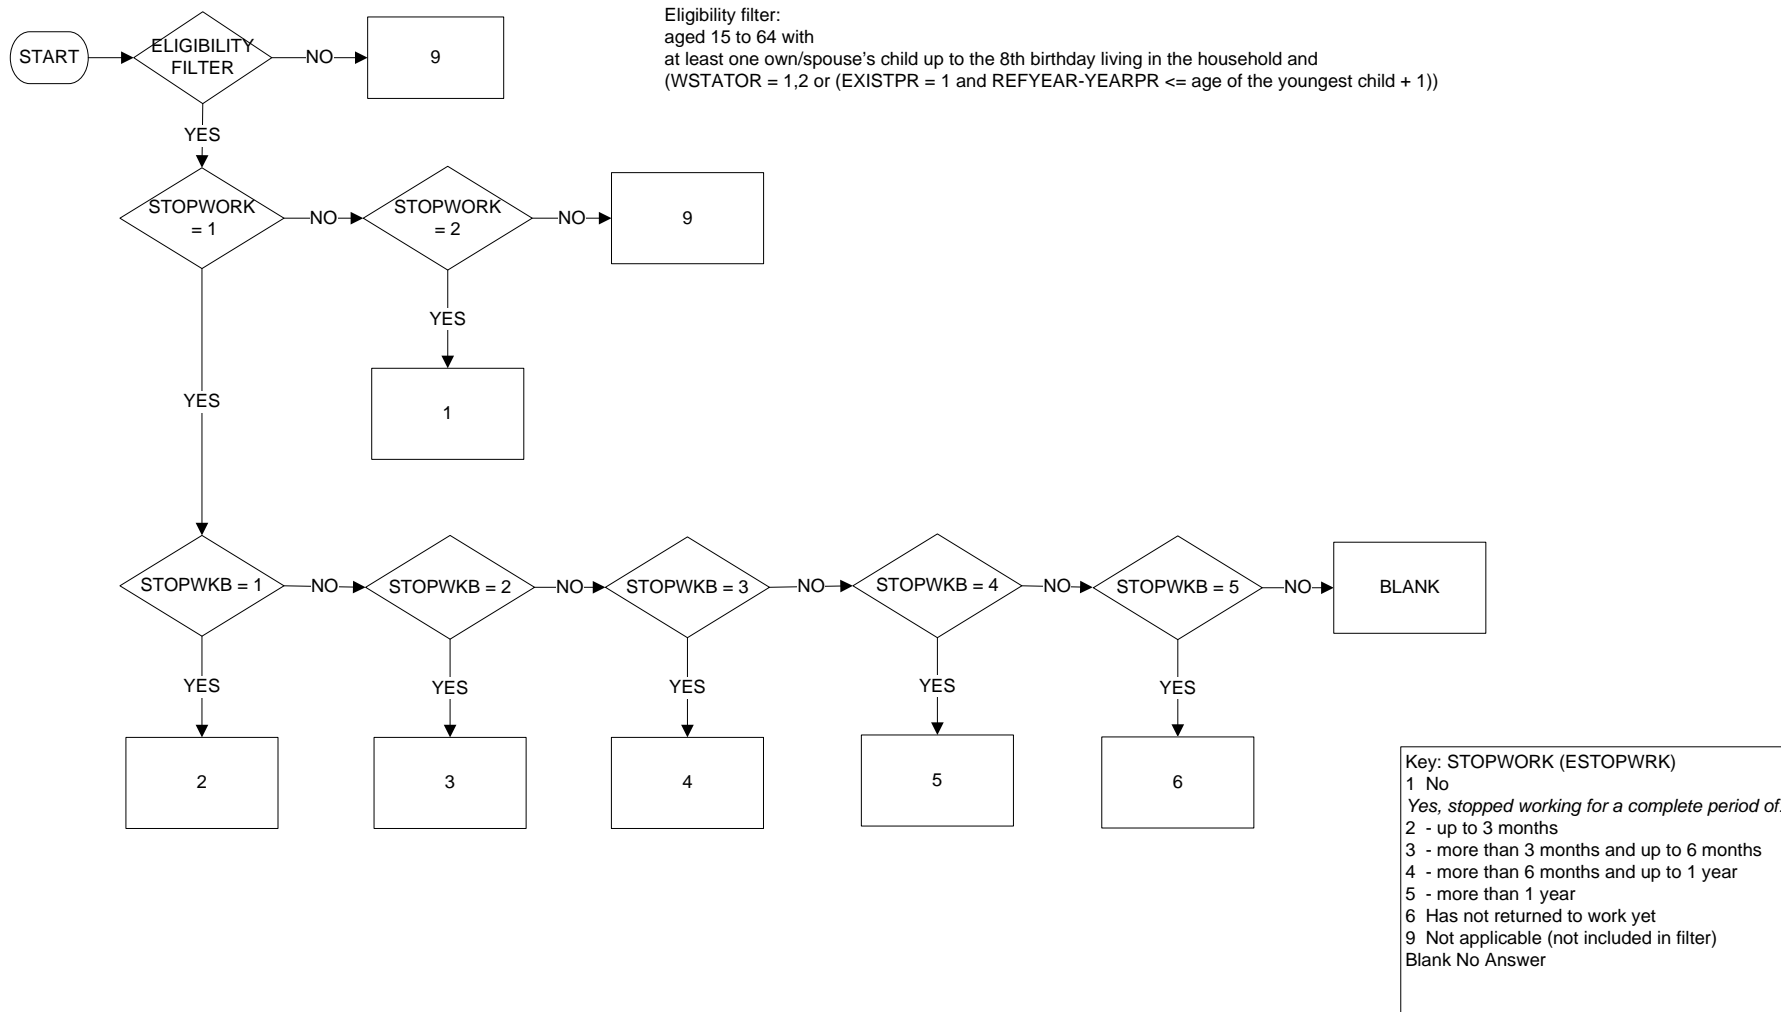 Eligibility filter:
aged 15 to 64 with
at least one own/spouse's child up to the 8th birthday living in the household and
(WSTATOR = 1,2 or (EXISTPR = 1 and REFYEAR-YEARPR <= age of the youngest child + 1))
START
ELIGIBILITY
FILTER
NO
9
YES
STOPWORK
= 1
NO
STOPWORK
= 2
NO
9
YES
1
YES
STOPWKB = 1
NO
STOPWKB = 2
NO
STOPWKB = 3
NO
STOPWKB = 4
NO
STOPWKB = 5
NO
BLANK
YES
YES
YES
YES
YES
2
3
4
5
6
Key: STOPWORK (ESTOPWRK)
1 No
Yes, stopped working for a complete period of:
2 - up to 3 months
3 - more than 3 months and up to 6 months
4 - more than 6 months and up to 1 year
5 - more than 1 year
6 Has not returned to work yet
9 Not applicable (not included in filter)
Blank No Answer